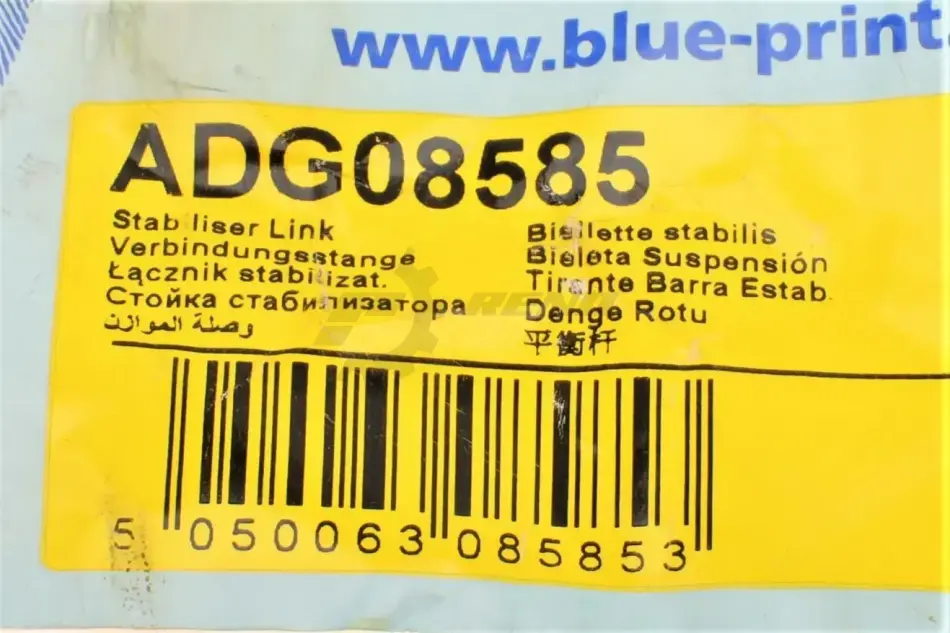 www.blue-print.
ADG08585
Stabiliser Link
Verbindungsstange
Łącznik stabilizat.
Стойка стабилизатора
وصلة الموازن
Biellette stabilis
Bieleta Suspensión
Tirante Barra Estab.
Denge Rotu
平衡杆
5 050063 085853